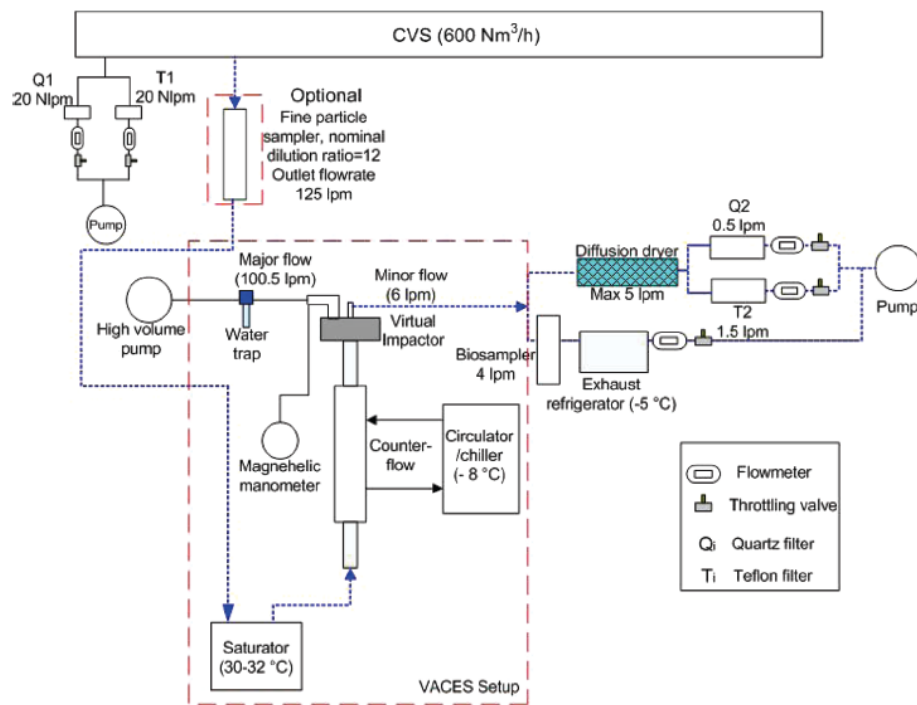 CVS (600 Nm³/h)
Q1
20 Nlpm
T1
20 Nlpm
Pump
Optional
Fine particle
sampler, nominal
dilution ratio=12
Outlet flowrate
125 lpm
Major flow
(100.5 lpm)
High volume
pump
Water
trap
Minor flow
(6 lpm)
Virtual
Impactor
Magnehelic
manometer
Counter-
flow
Circulator
/chiller
(- 8 °C)
Saturator
(30-32 °C)
VACES Setup
Diffusion dryer
Max 5 lpm
Q2
0.5 lpm
T2
1.5 lpm
Pump
Biosampler
4 lpm
Exhaust
refrigerator (-5 °C)
Flowmeter
Throttling valve
Qi Quartz filter
Ti Teflon filter